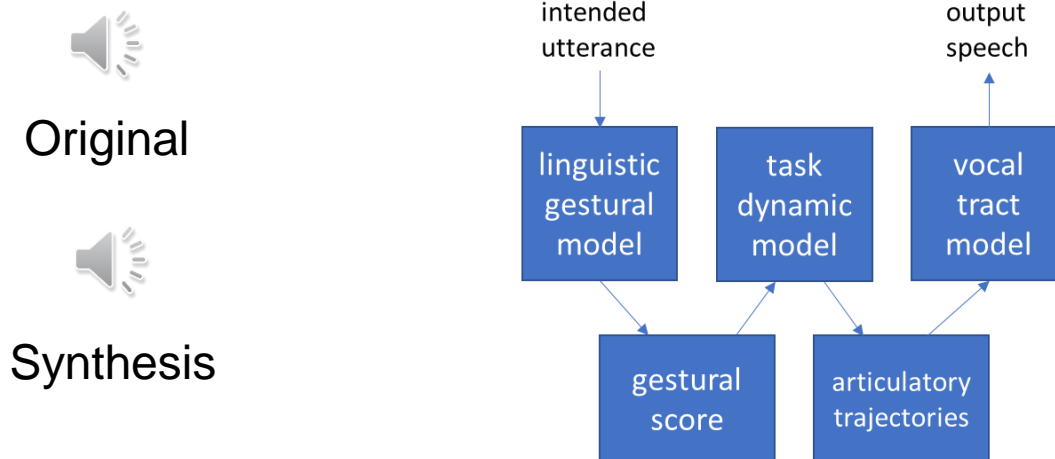 Original
Synthesis
intended
utterance
output
speech
linguistic
gestural
model
task
dynamic
model
vocal
tract
model
gestural
score
articulatory
trajectories